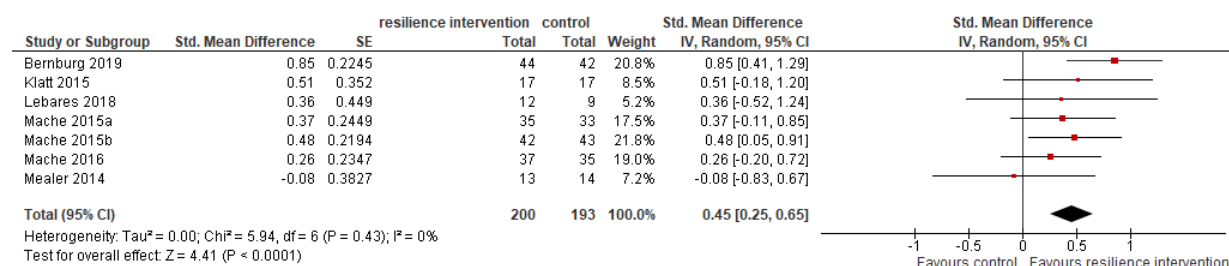 resilience intervention control Std. Mean Difference Std. Mean Difference
Study or Subgroup Std. Mean Difference SE Total Total Weight IV, Random, 95% CI IV, Random, 95% CI
Bernburg 2019 0.85 0.2245 44 42 20.8% 0.85 [0.41, 1.29]
Klatt 2015 0.51 0.352 17 17 8.5% 0.51 [-0.18, 1.20]
Lebares 2018 0.36 0.449 12 9 5.2% 0.36 [-0.52, 1.24]
Mache 2015a 0.37 0.2449 35 33 17.5% 0.37 [-0.11, 0.85]
Mache 2015b 0.48 0.2194 42 43 21.8% 0.48 [0.05, 0.91]
Mache 2016 0.26 0.2347 37 35 19.0% 0.26 [-0.20, 0.72]
Mealer 2014 -0.08 0.3827 13 14 7.2% -0.08 [-0.83, 0.67]
Total (95% CI) 200 193 100.0% 0.45 [0.25, 0.65]
Heterogeneity: Tau² = 0.00; Chi² = 5.94, df = 6 (P = 0.43); I² = 0%
Test for overall effect: Z = 4.41 (P < 0.0001)
-1 -0.5 0 0.5 1
Favours control Favours resilience intervention